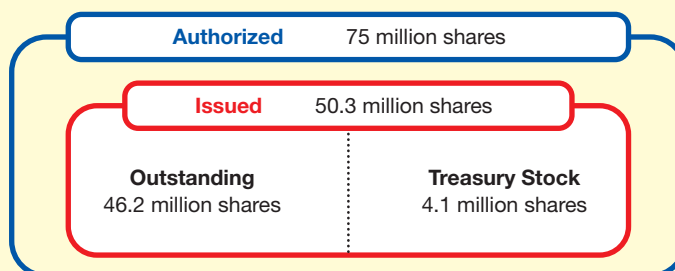 Authorized 75 million shares
Issued 50.3 million shares
Outstanding
46.2 million shares
Treasury Stock
4.1 million shares